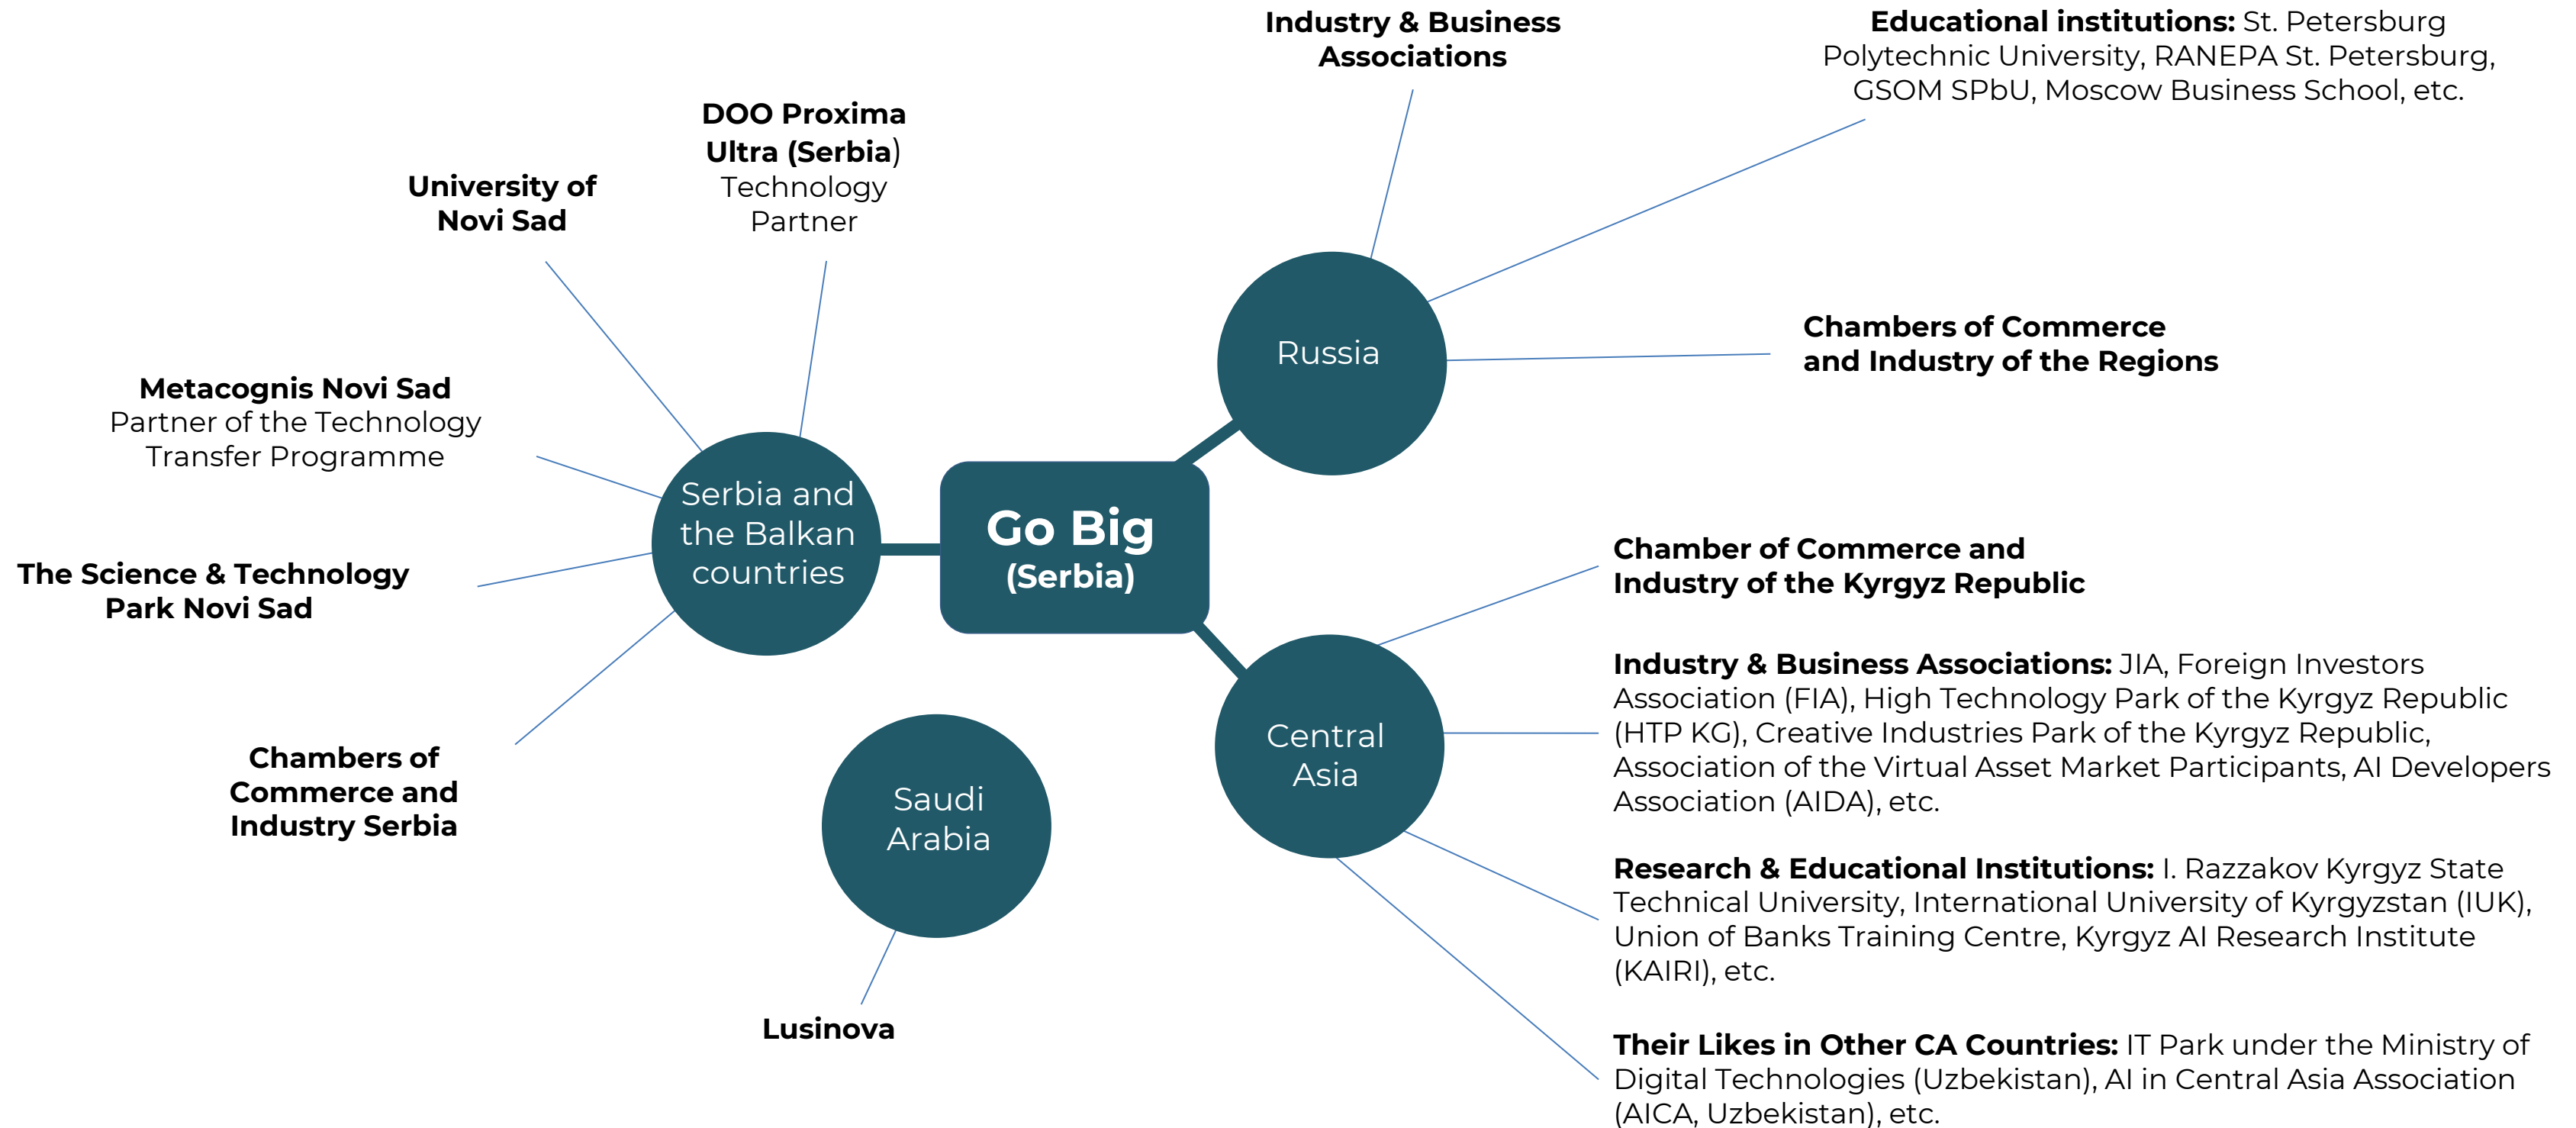 Industry & Business
Associations
Educational institutions: St. Petersburg
Polytechnic University, RANEPA St. Petersburg,
GSOM SPbU, Moscow Business School, etc.
DOO Proxima
Ultra (Serbia)
Technology
Partner
University of
Novi Sad
Russia
Chambers of Commerce
and Industry of the Regions
Metacognis Novi Sad
Partner of the Technology
Transfer Programme
Serbia and
the Balkan
countries
Go Big
(Serbia)
The Science & Technology
Park Novi Sad
Chamber of Commerce and
Industry of the Kyrgyz Republic
Industry & Business Associations: JIA, Foreign Investors
Association (FIA), High Technology Park of the Kyrgyz Republic
(HTP KG), Creative Industries Park of the Kyrgyz Republic,
Association of the Virtual Asset Market Participants, AI Developers
Association (AIDA), etc.
Central
Asia
Chambers of
Commerce and
Industry Serbia
Saudi
Arabia
Research & Educational Institutions: I. Razzakov Kyrgyz State
Technical University, International University of Kyrgyzstan (IUK),
Union of Banks Training Centre, Kyrgyz AI Research Institute
(KAIRI), etc.
Lusinova
Their Likes in Other CA Countries: IT Park under the Ministry of
Digital Technologies (Uzbekistan), AI in Central Asia Association
(AICA, Uzbekistan), etc.